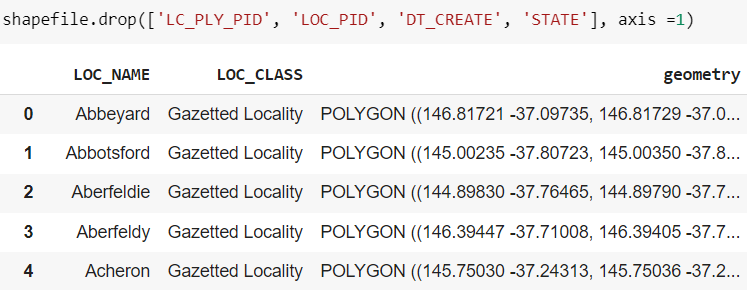 shapefile.drop(['LC_PLY_PID', 'LOC_PID', 'DT_CREATE', 'STATE'], axis =1)
LOC_NAME LOC_CLASS geometry
0 Abbeyard Gazetted Locality POLYGON ((146.81721 -37.09735, 146.81729 -37.0...
1 Abbotsford Gazetted Locality POLYGON ((145.00235 -37.80723, 145.00350 -37.8...
2 Aberfeldie Gazetted Locality POLYGON ((144.89830 -37.76465, 144.89790 -37.7...
3 Aberfeldy Gazetted Locality POLYGON ((146.39447 -37.71008, 146.39405 -37.7...
4 Acheron Gazetted Locality POLYGON ((145.75030 -37.24313, 145.75036 -37.2...